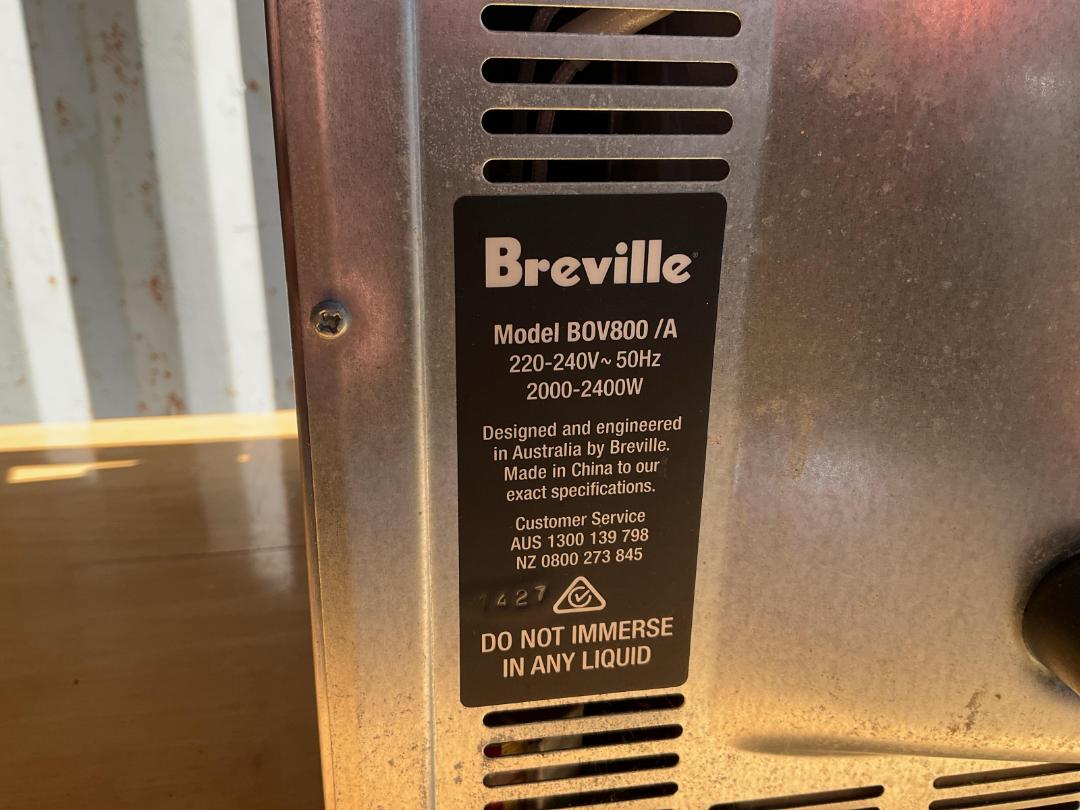 Breville
Model BOV800 /A
220-240V~ 50Hz
2000-2400W
Designed and engineered
in Australia by Breville.
Made in China to our
exact specifications.
Customer Service
AUS 1300 139 798
NZ 0800 273 845
1427
DO NOT IMMERSE
IN ANY LIQUID